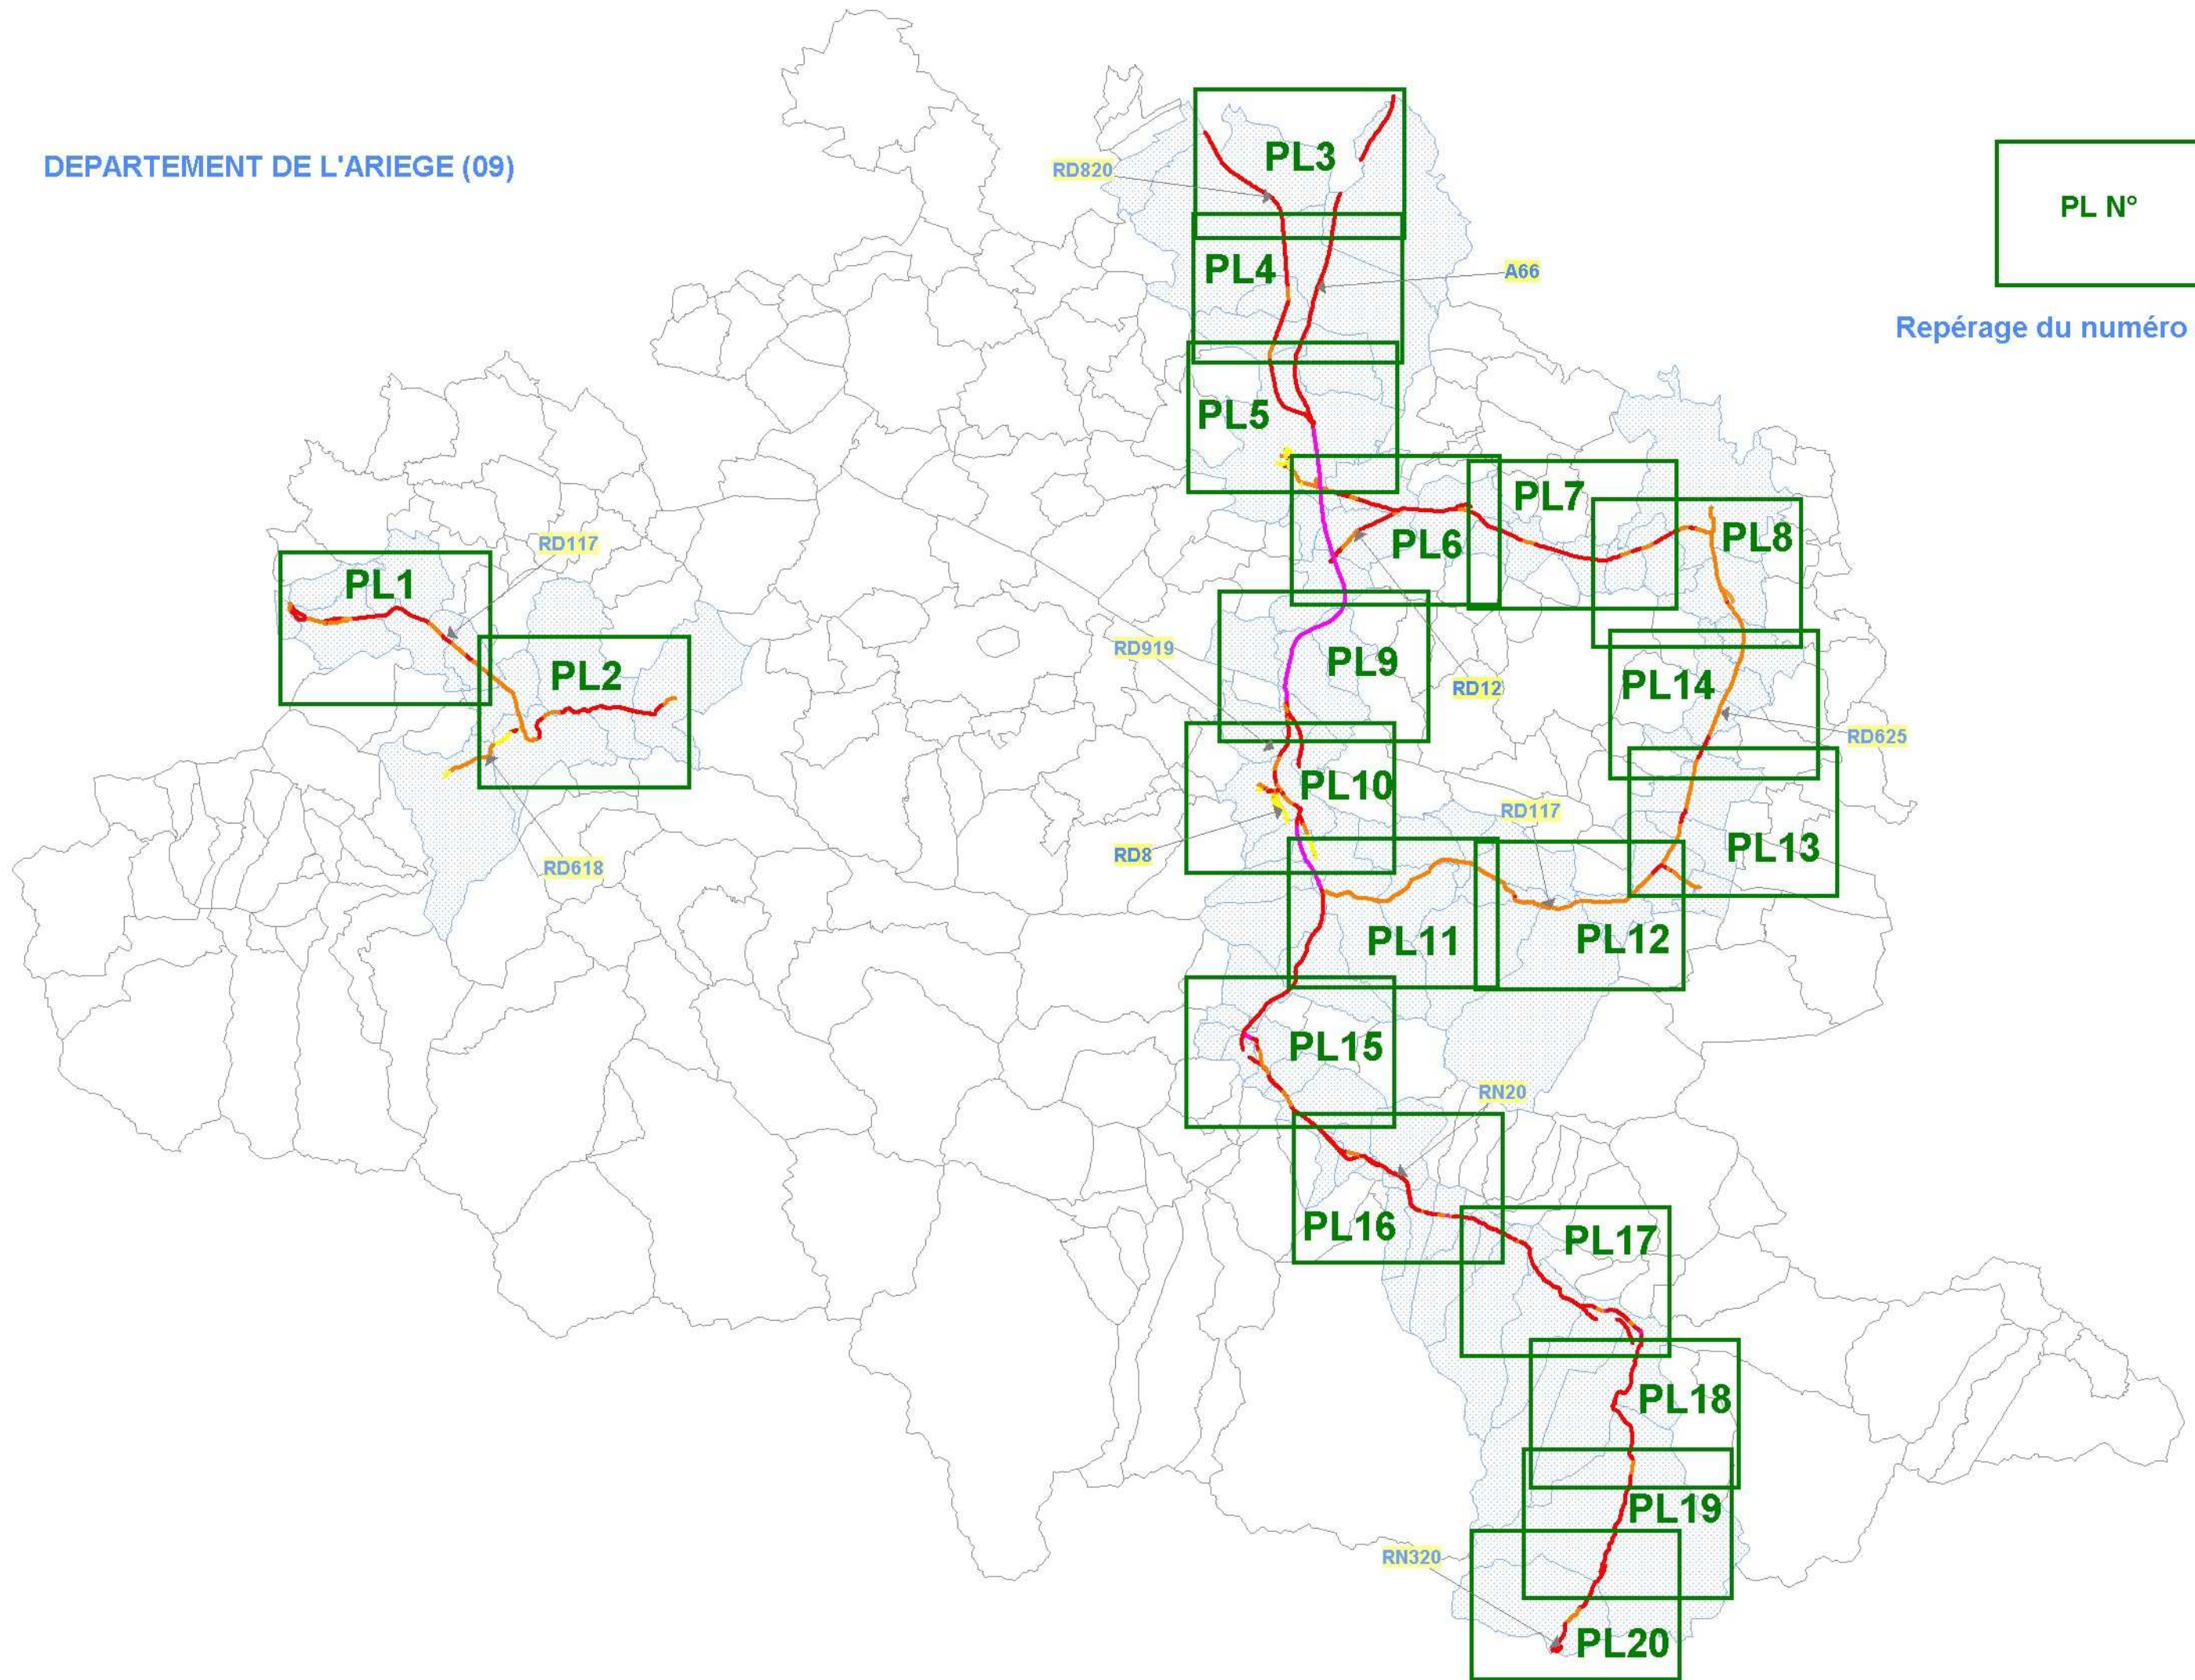 DEPARTEMENT DE L'ARIEGE (09)
PL N°
Repérage du numéro
PL3
RD820
PL4
A66
PL5
PL7
PL8
PL6
RD117
PL1
RD919
PL9
RD12
PL2
PL14
RD625
PL10
RD117
RD8
PL13
RD618
PL11
PL12
PL15
RN20
PL16
PL17
PL18
PL19
RN320
PL20